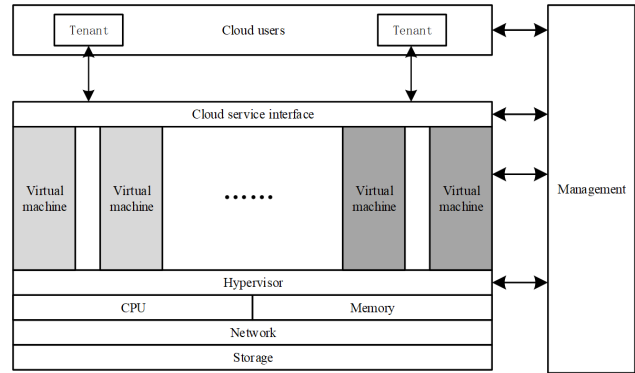 Tenant
Cloud users
Tenant
Cloud service interface
Virtual
machine
Virtual
machine
......
Virtual
machine
Virtual
machine
Management
Hypervisor
CPU
Memory
Network
Storage